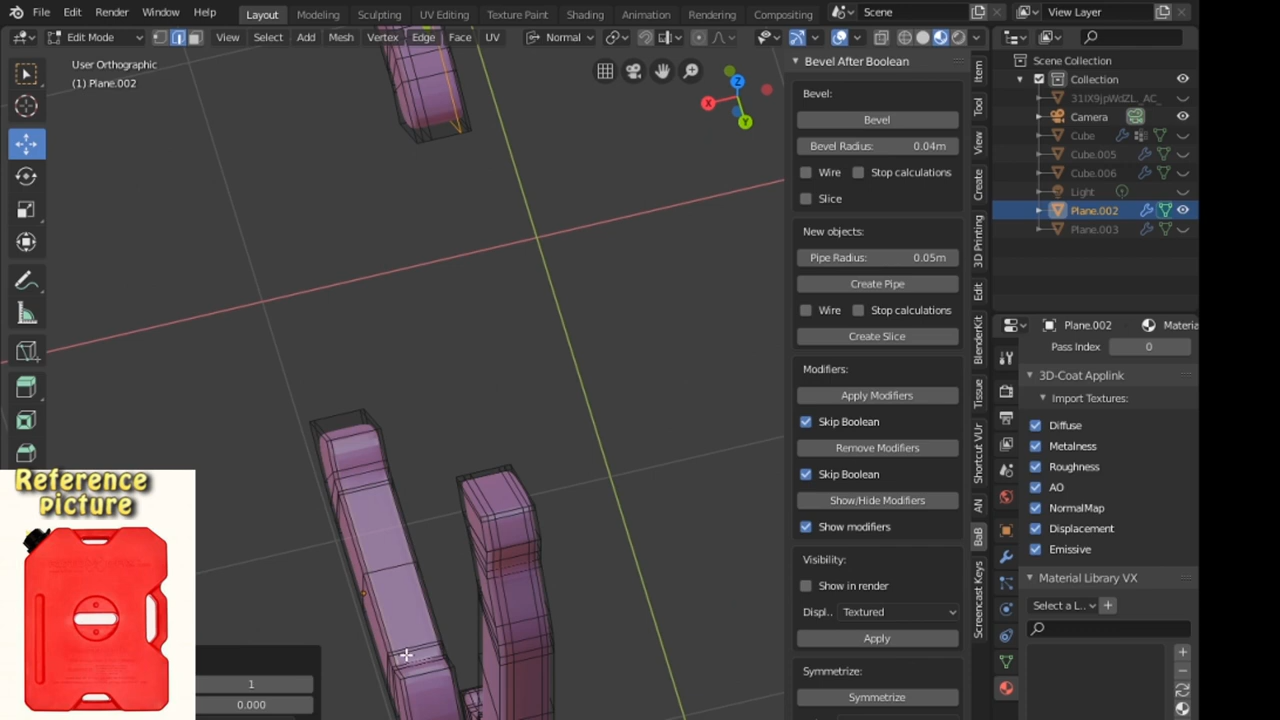 File Edit Render Window Help Layout Modeling Sculpting UV Editing Texture Paint Shading Animation Rendering Compositing Scene View Layer
Edit Mode View Select Add Mesh Vertex Edge Face UV Normal
User Orthographic
(1) Plane.002
X
Y
Z
Bevel After Boolean
Bevel:
Bevel
Bevel Radius: 0.04m
Wire Stop calculations
Slice
New objects:
Pipe Radius: 0.05m
Create Pipe
Wire Stop calculations
Create Slice
Modifiers:
Apply Modifiers
Skip Boolean
Remove Modifiers
Skip Boolean
Show/Hide Modifiers
Show modifiers
Visibility:
Show in render
Displ.. Textured
Apply
Symmetrize:
Symmetrize
Item
Tool
View
Create
3D Printing
Edit
BlenderKit
Tissue
Shortcut VUr
AN
BaB
Screencast Keys
Scene Collection
Collection
31IX9jpWdZL._AC_
Camera
Cube
Cube.005
Cube.006
Light
Plane.002
Plane.003
Plane.002 Materia
Pass Index 0
3D-Coat Applink
Import Textures:
Diffuse
Metalness
Roughness
AO
NormalMap
Displacement
Emissive
Material Library VX
Select a L..
Reference
picture
1
0.000